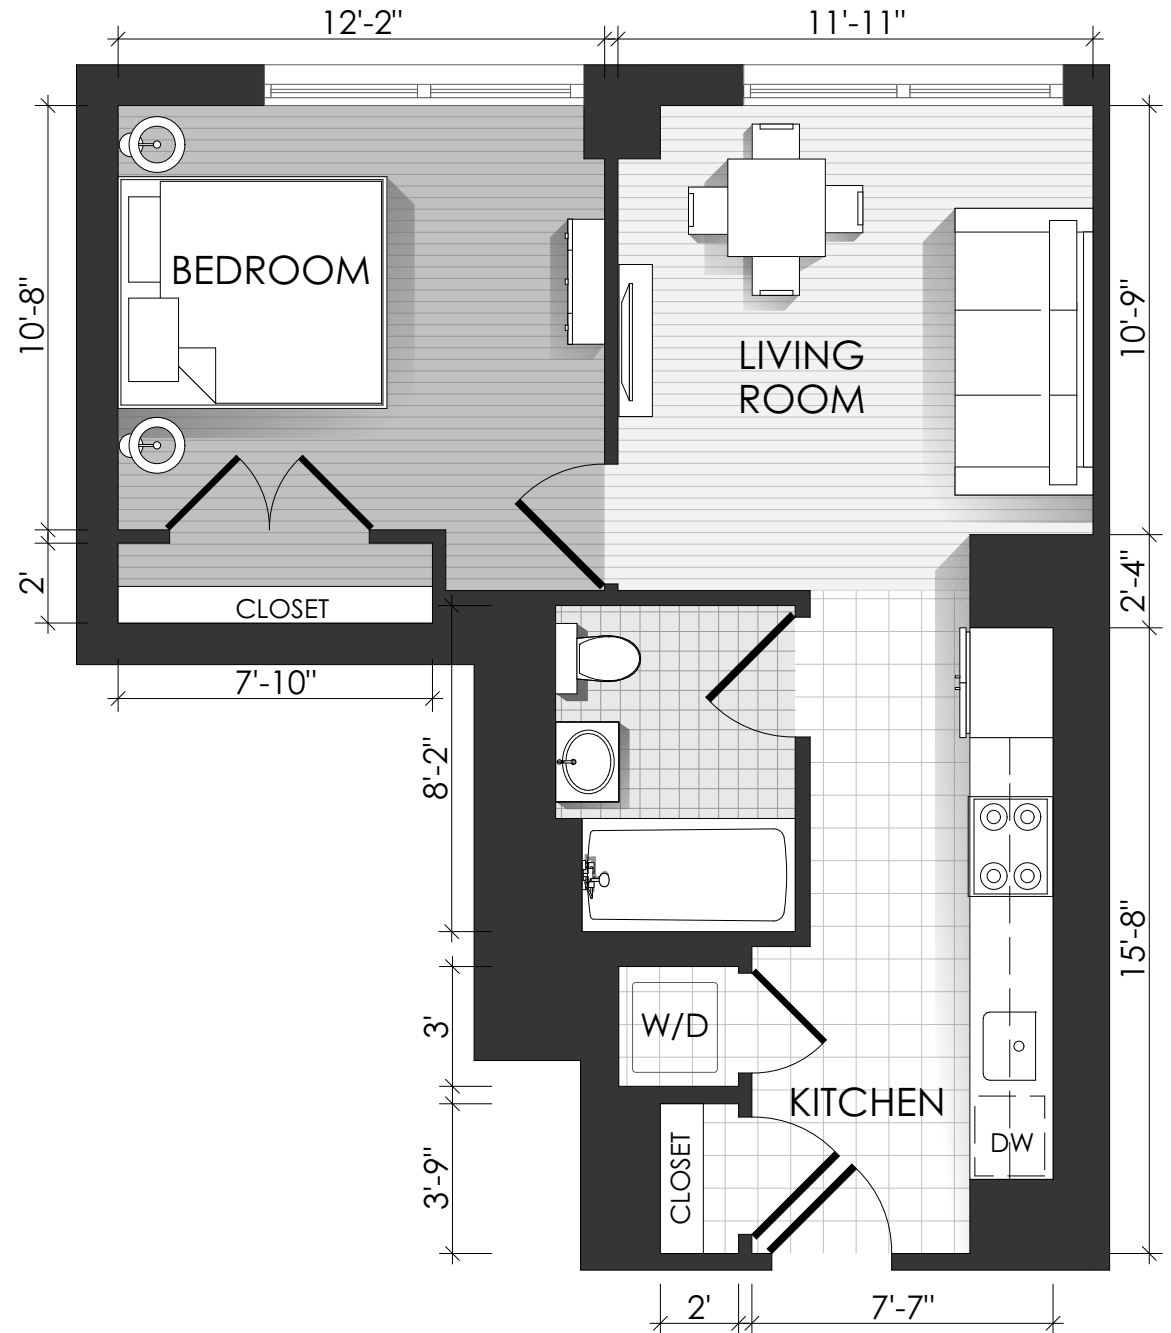 12'-2"
11'-11"
10'-8"
BEDROOM
10'-9"
LIVING
ROOM
2'
CLOSET
2'-4"
7'-10"
8'-2"
15'-8"
3'
W/D
KITCHEN
DW
3'-9"
CLOSET
2'
7'-7"